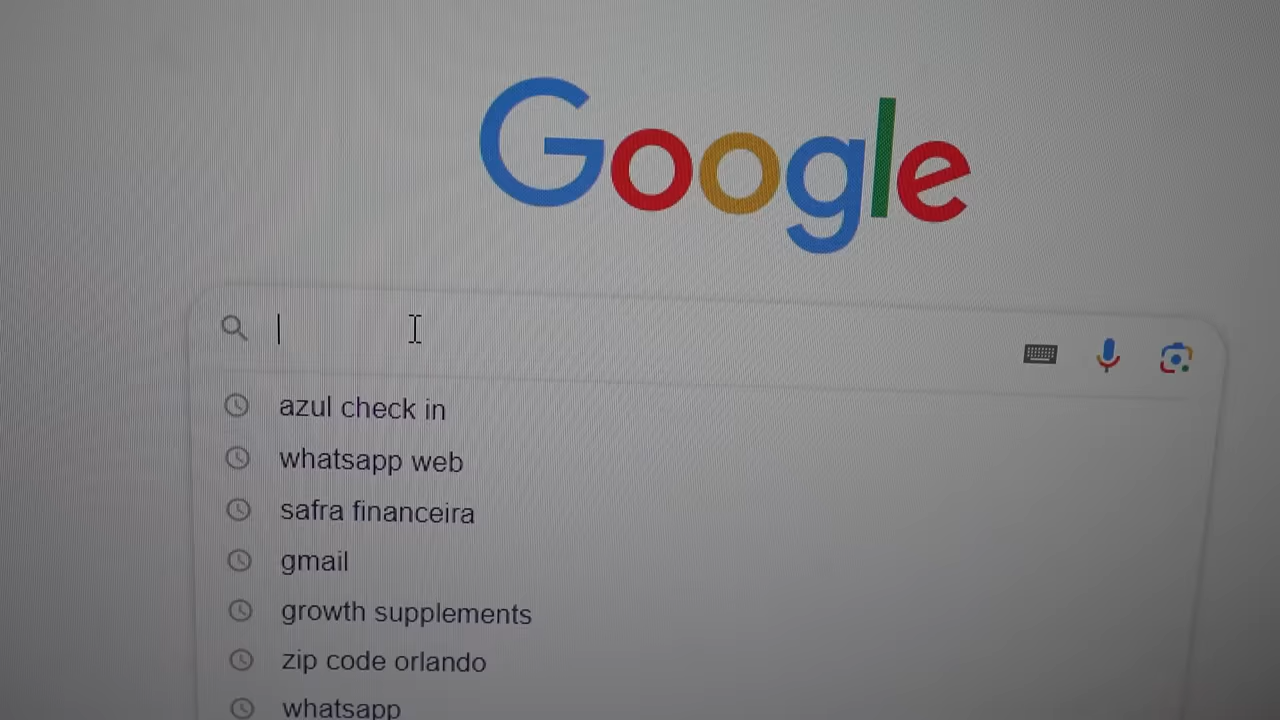 Google
azul check in
whatsapp web
safra financeira
gmail
growth supplements
zip code orlando
whatsapp